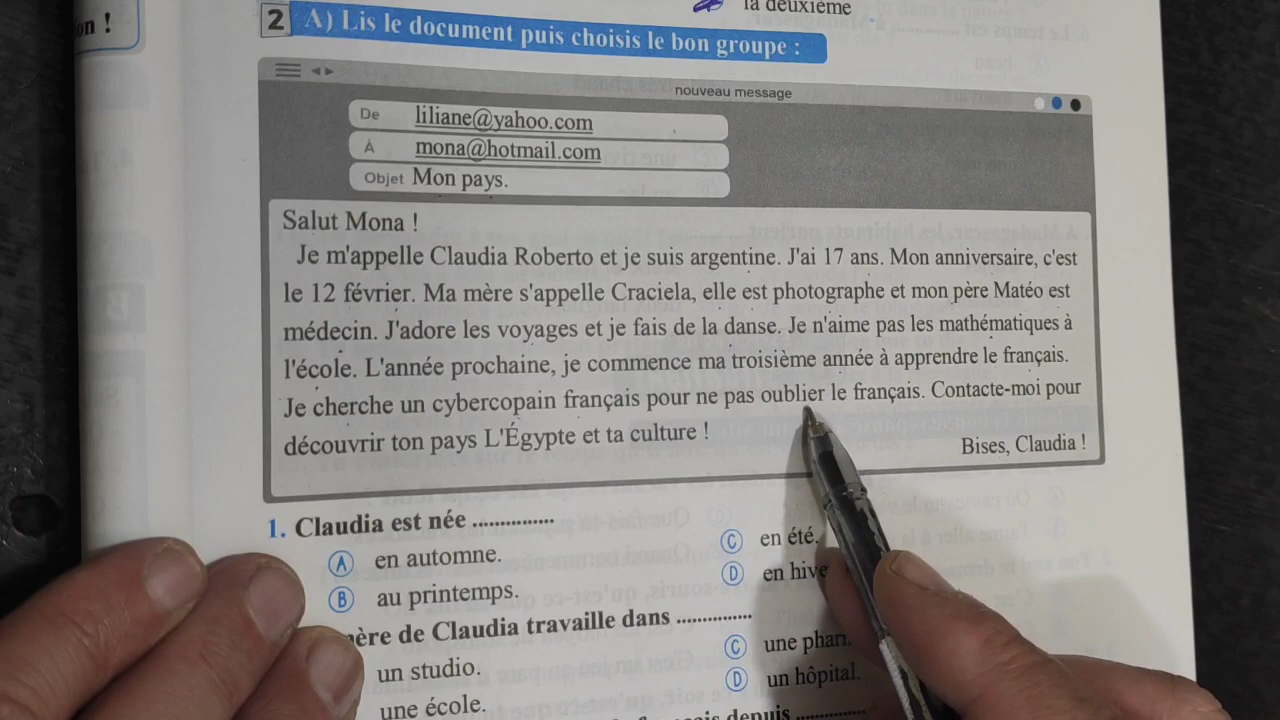 on !
la deuxième
2 A) Lis le document puis choisis le bon groupe :
nouveau message
De liliane@yahoo.com
À mona@hotmail.com
Objet Mon pays.
Salut Mona !
Je m'appelle Claudia Roberto et je suis argentine. J'ai 17 ans. Mon anniversaire, c'est
le 12 février. Ma mère s'appelle Craciela, elle est photographe et mon père Matéo est
médecin. J'adore les voyages et je fais de la danse. Je n'aime pas les mathématiques à
l'école. L'année prochaine, je commence ma troisième année à apprendre le français.
Je cherche un cybercopain français pour ne pas oublier le français. Contacte-moi pour
découvrir ton pays L'Égypte et ta culture !
Bises, Claudia !
1. Claudia est née ...............
A en automne.
C en été.
B au printemps.
D en hive
ère de Claudia travaille dans ...............
un studio.
C une phar
une école.
D un hôpital.
depuis ...............